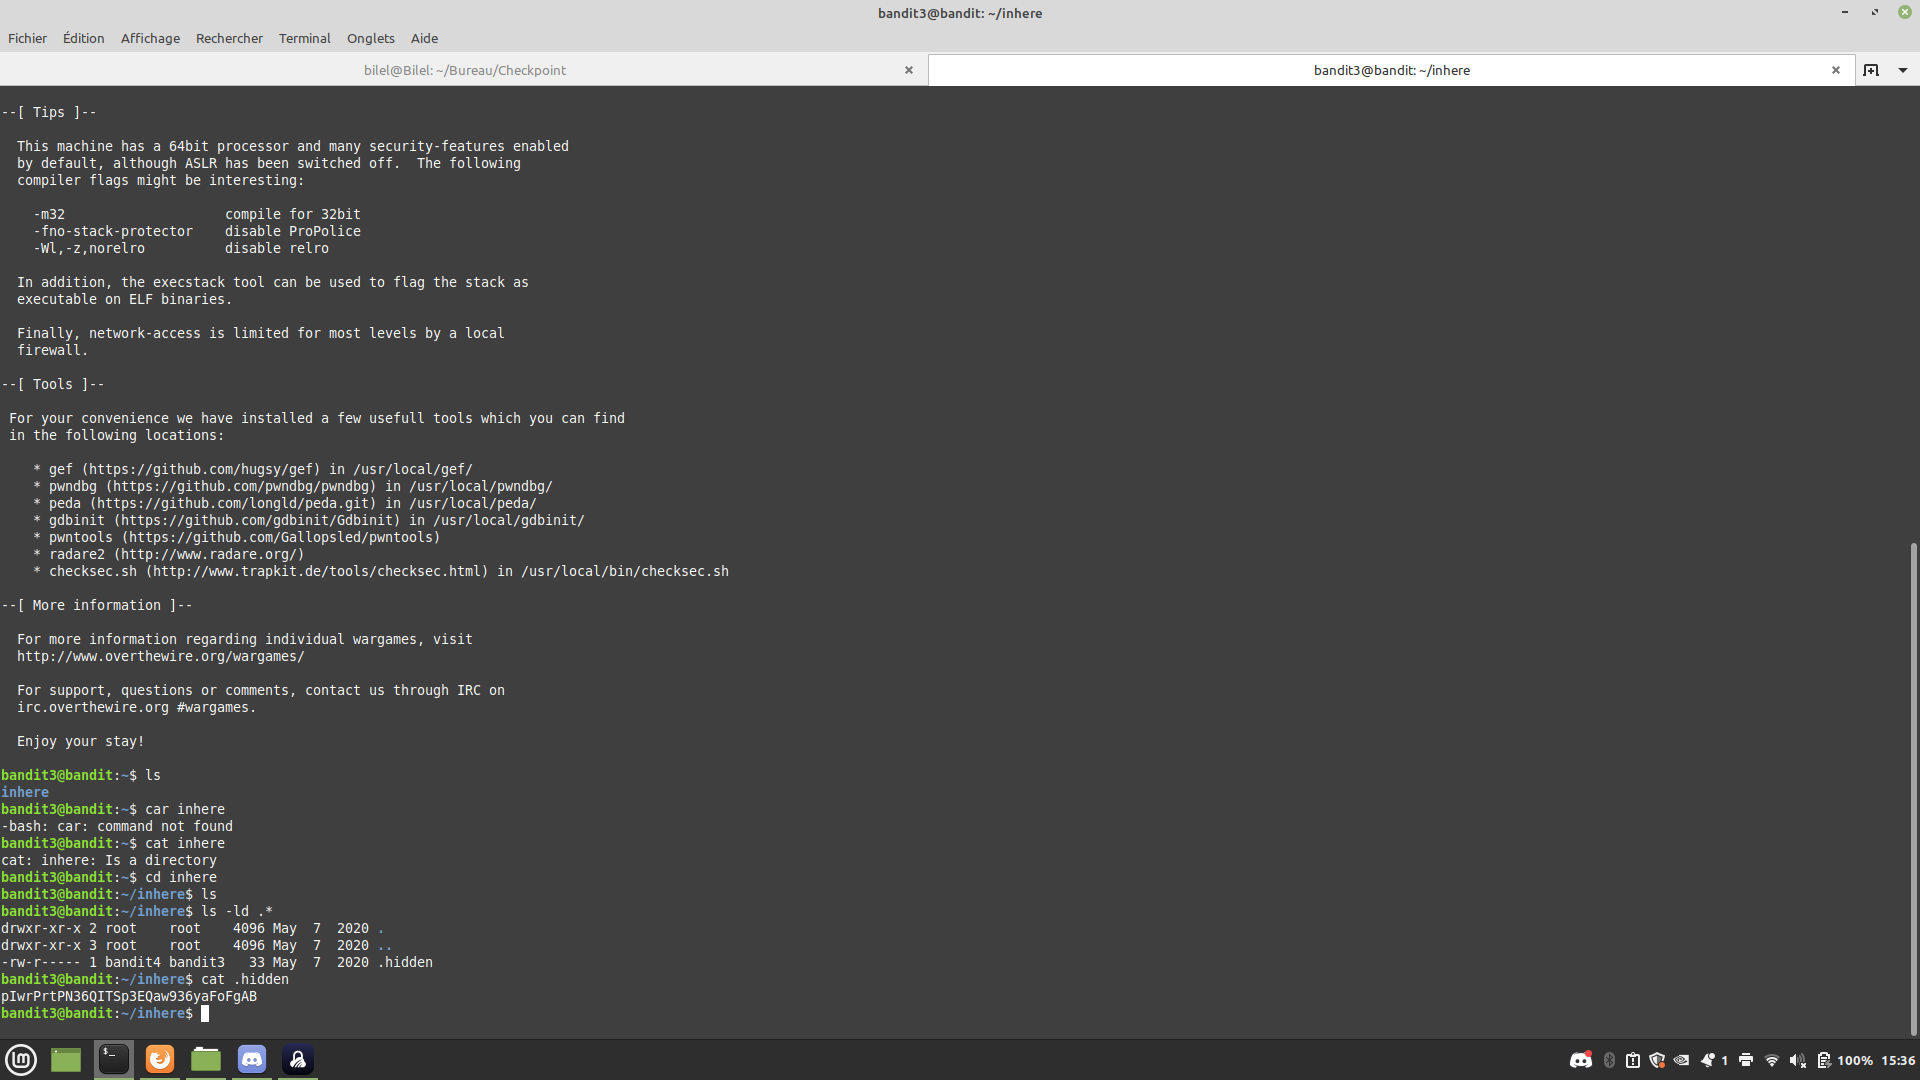 bandit3@bandit: ~/inhere
Fichier Édition Affichage Rechercher Terminal Onglets Aide
bilel@Bilel: ~/Bureau/Checkpoint
bandit3@bandit: ~/inhere
--[ Tips ]--
This machine has a 64bit processor and many security-features enabled
by default, although ASLR has been switched off.  The following
compiler flags might be interesting:
-m32                    compile for 32bit
-fno-stack-protector    disable ProPolice
-Wl,-z,norelro          disable relro
In addition, the execstack tool can be used to flag the stack as
executable on ELF binaries.
Finally, network-access is limited for most levels by a local
firewall.
--[ Tools ]--
For your convenience we have installed a few usefull tools which you can find
in the following locations:
* gef (https://github.com/hugsy/gef) in /usr/local/gef/
* pwndbg (https://github.com/pwndbg/pwndbg) in /usr/local/pwndbg/
* peda (https://github.com/longld/peda.git) in /usr/local/peda/
* gdbinit (https://github.com/gdbinit/Gdbinit) in /usr/local/gdbinit/
* pwntools (https://github.com/Gallopsled/pwntools)
* radare2 (http://www.radare.org/)
* checksec.sh (http://www.trapkit.de/tools/checksec.html) in /usr/local/bin/checksec.sh
--[ More information ]--
For more information regarding individual wargames, visit
http://www.overthewire.org/wargames/
For support, questions or comments, contact us through IRC on
irc.overthewire.org #wargames.
Enjoy your stay!
bandit3@bandit:~$ ls
inhere
bandit3@bandit:~$ car inhere
-bash: car: command not found
bandit3@bandit:~$ cat inhere
cat: inhere: Is a directory
bandit3@bandit:~$ cd inhere
bandit3@bandit:~/inhere$ ls
bandit3@bandit:~/inhere$ ls -ld .*
drwxr-xr-x 2 root    root    4096 May  7  2020 .
drwxr-xr-x 3 root    root    4096 May  7  2020 ..
-rw-r----- 1 bandit4 bandit3   33 May  7  2020 .hidden
bandit3@bandit:~/inhere$ cat .hidden
pIwrPrtPN36QITSp3EQaw936yaFoFgAB
bandit3@bandit:~/inhere$
1 100% 15:36